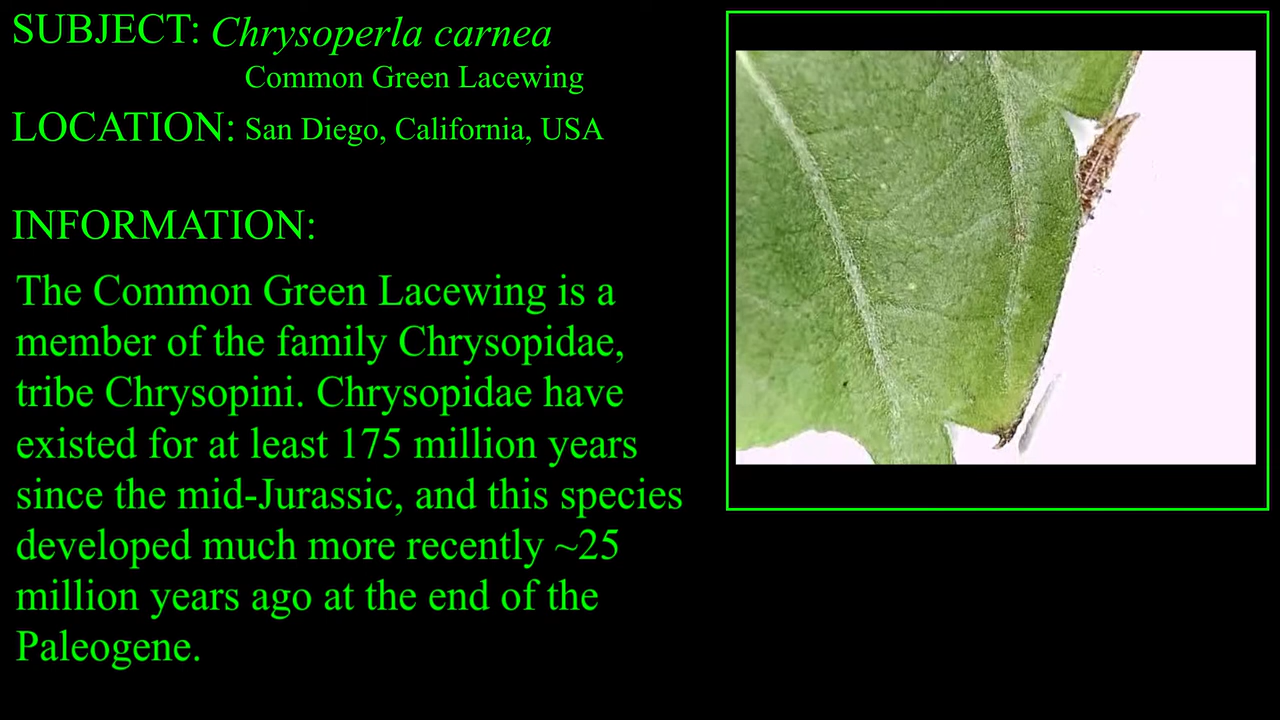 SUBJECT: Chrysoperla carnea
Common Green Lacewing
LOCATION: San Diego, California, USA
INFORMATION:
The Common Green Lacewing is a
member of the family Chrysopidae,
tribe Chrysopini. Chrysopidae have
existed for at least 175 million years
since the mid-Jurassic, and this species
developed much more recently ~25
million years ago at the end of the
Paleogene.